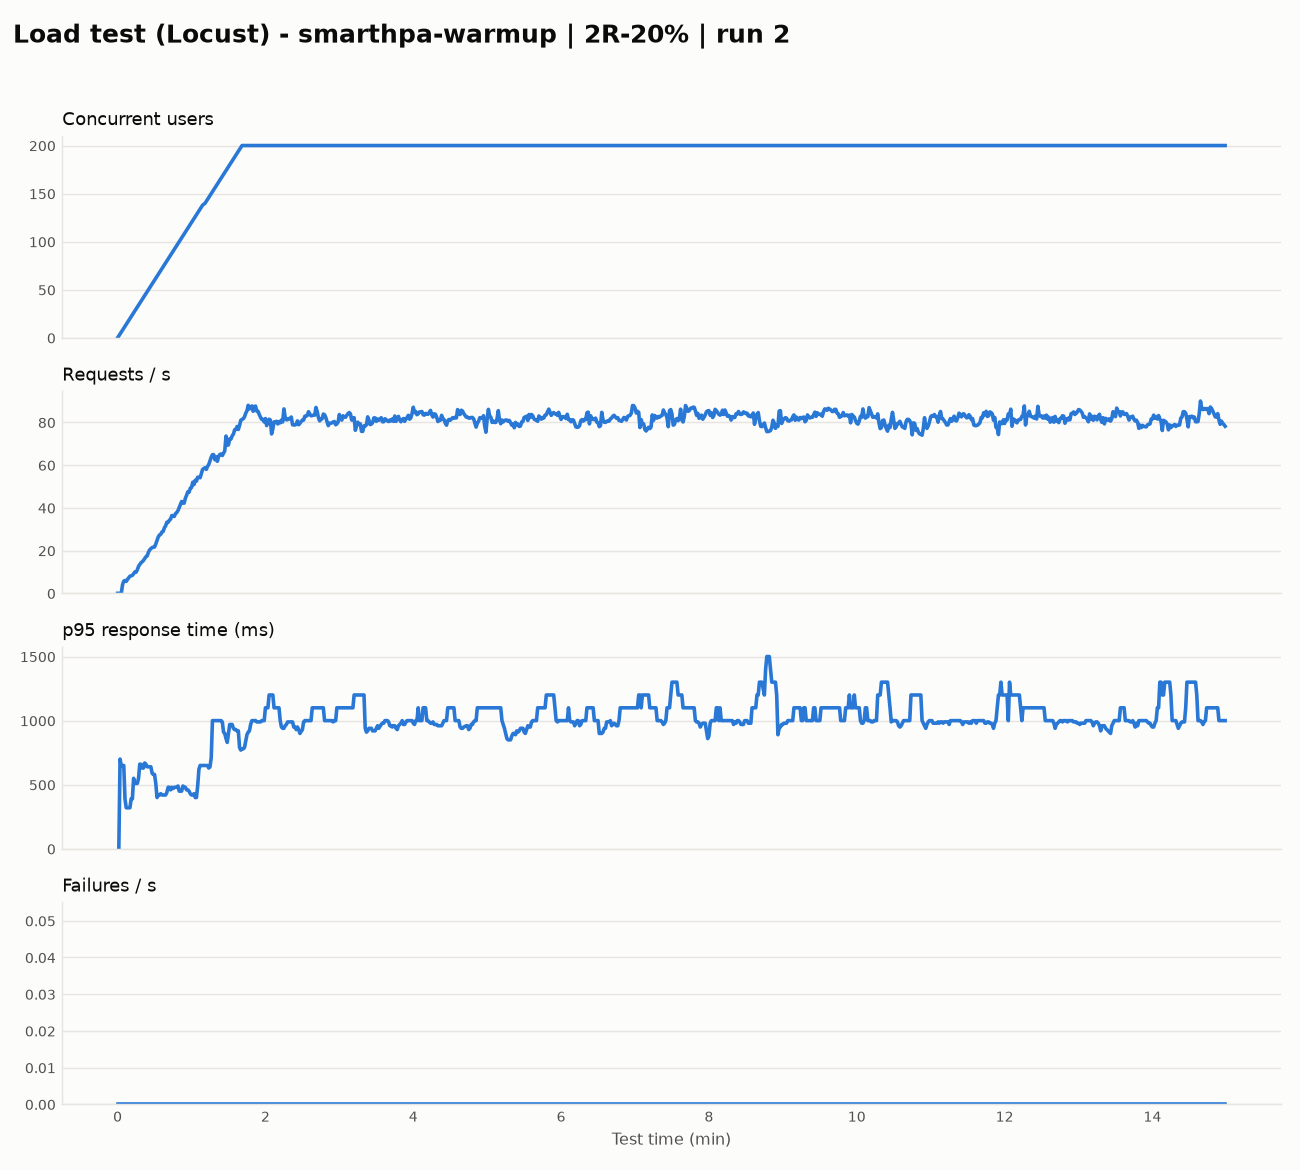 Load test (Locust) - smarthpa-warmup | 2R-20% | run 2
Concurrent users
200
150
100
50
0
Requests / s
80
60
40
20
0
p95 response time (ms)
1500
1000
500
0
Failures / s
0.05
0.04
0.03
0.02
0.01
0.00
0 2 4 6 8 10 12 14
Test time (min)